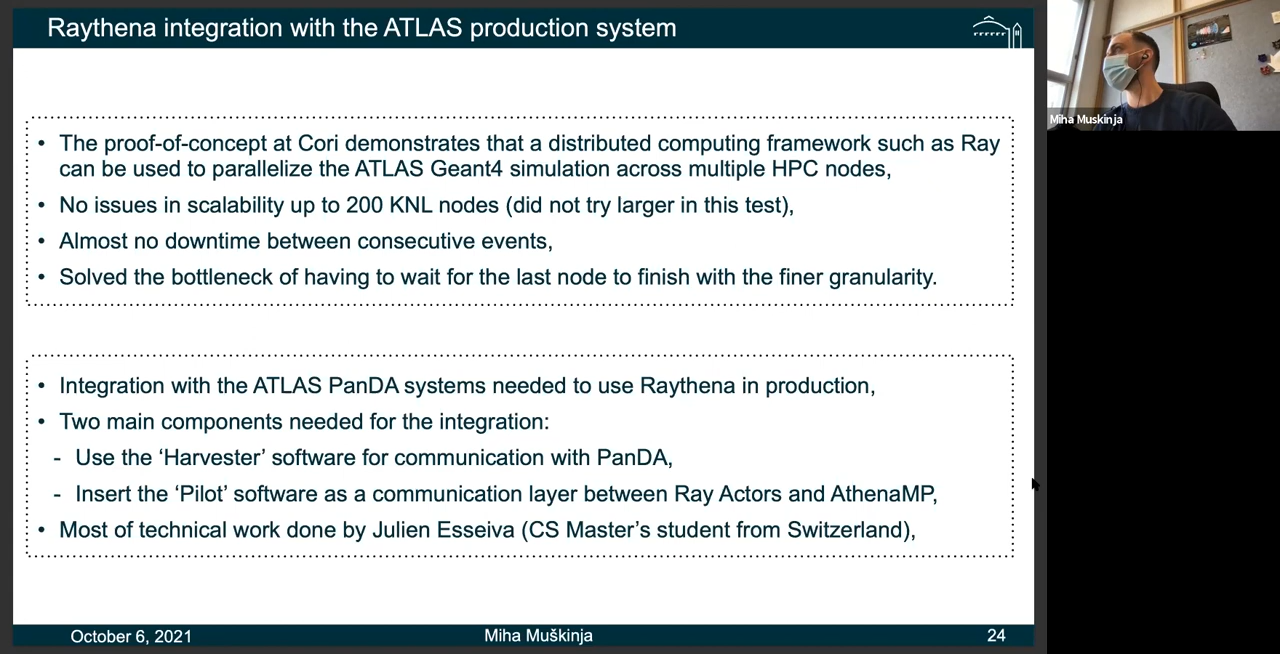 Raythena integration with the ATLAS production system
• The proof-of-concept at Cori demonstrates that a distributed computing framework such as Ray
can be used to parallelize the ATLAS Geant4 simulation across multiple HPC nodes,
• No issues in scalability up to 200 KNL nodes (did not try larger in this test),
• Almost no downtime between consecutive events,
• Solved the bottleneck of having to wait for the last node to finish with the finer granularity.
• Integration with the ATLAS PanDA systems needed to use Raythena in production,
• Two main components needed for the integration:
- Use the ‘Harvester’ software for communication with PanDA,
- Insert the ‘Pilot’ software as a communication layer between Ray Actors and AthenaMP,
• Most of technical work done by Julien Esseiva (CS Master’s student from Switzerland),
October 6, 2021
Miha Muškinja
24
Miha Muskinja